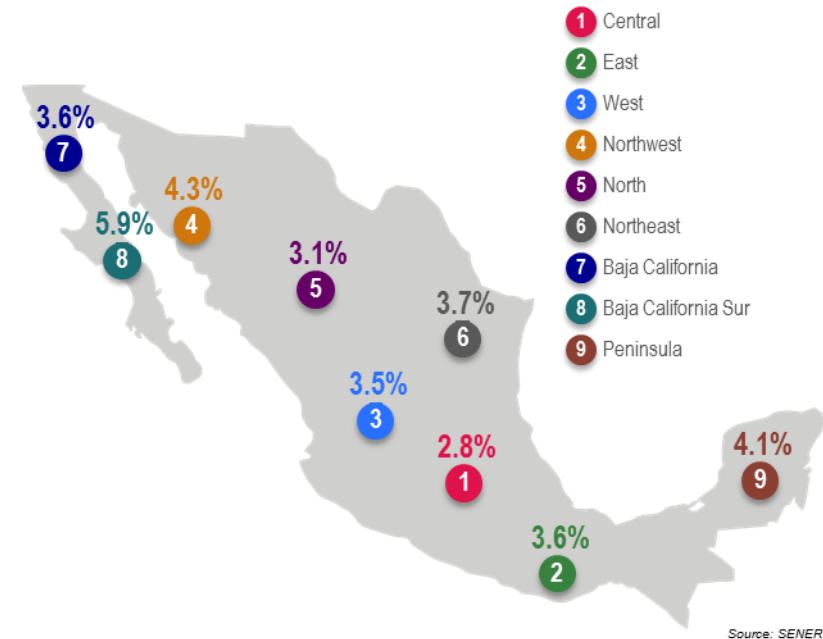 1 Central
2 East
3 West
4 Northwest
5 North
6 Northeast
7 Baja California
8 Baja California Sur
9 Peninsula
3.6%
7
4.3%
4
5.9%
8
3.1%
5
3.7%
6
3.5%
3
2.8%
1
4.1%
9
3.6%
2
Source: SENER